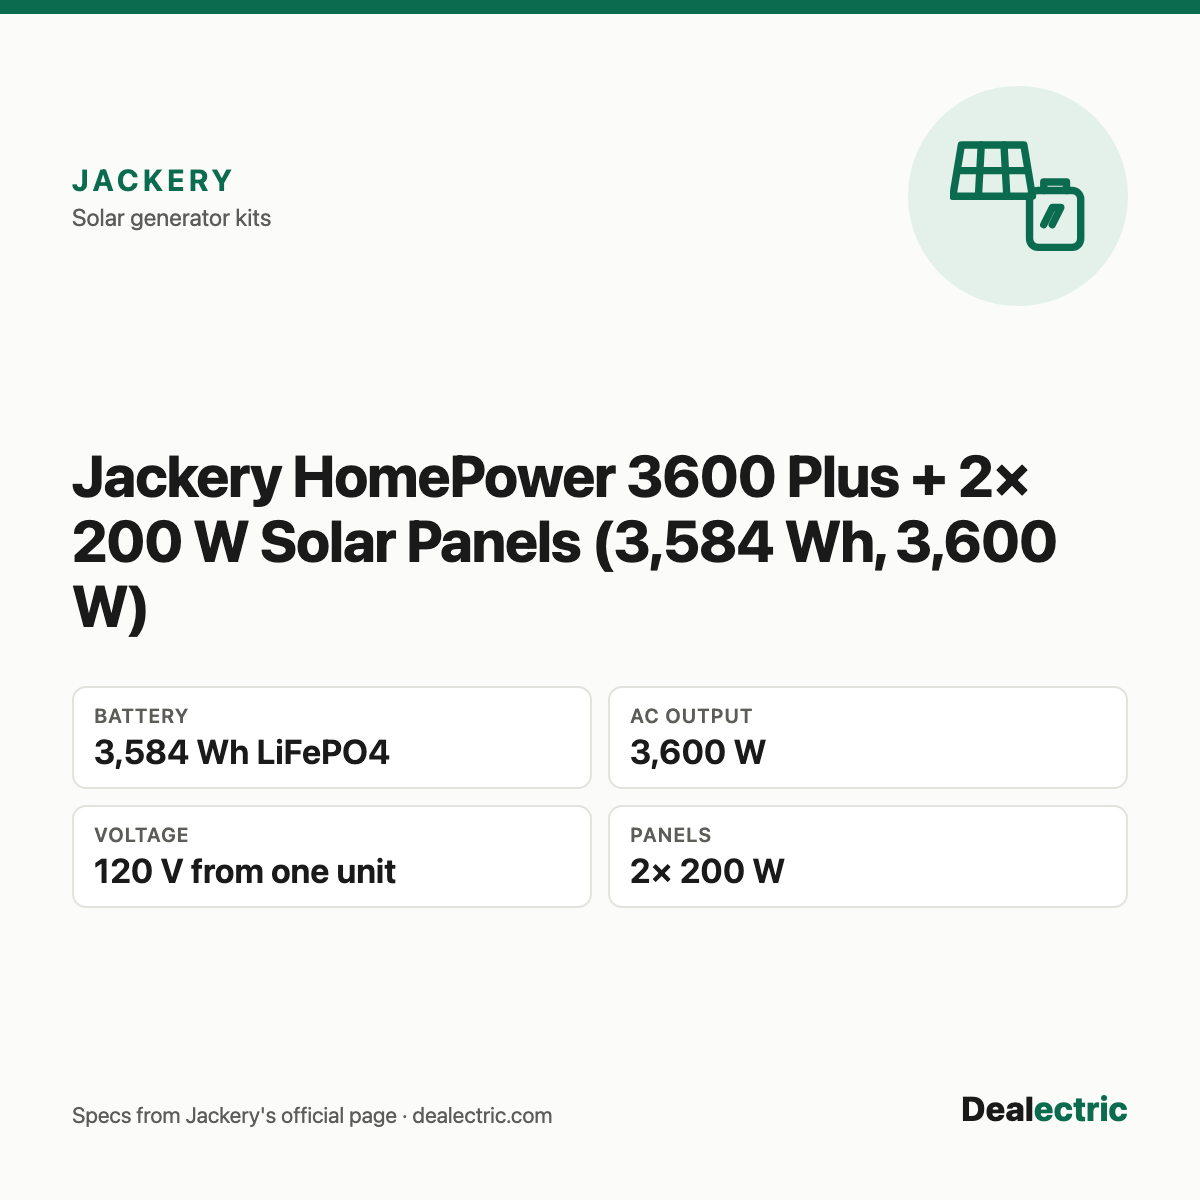 JACKERY
Solar generator kits
Jackery HomePower 3600 Plus + 2×
200 W Solar Panels (3,584 Wh, 3,600
W)
BATTERY
3,584 Wh LiFePO4
AC OUTPUT
3,600 W
VOLTAGE
120 V from one unit
PANELS
2× 200 W
Specs from Jackery's official page · dealectric.com
Dealectric